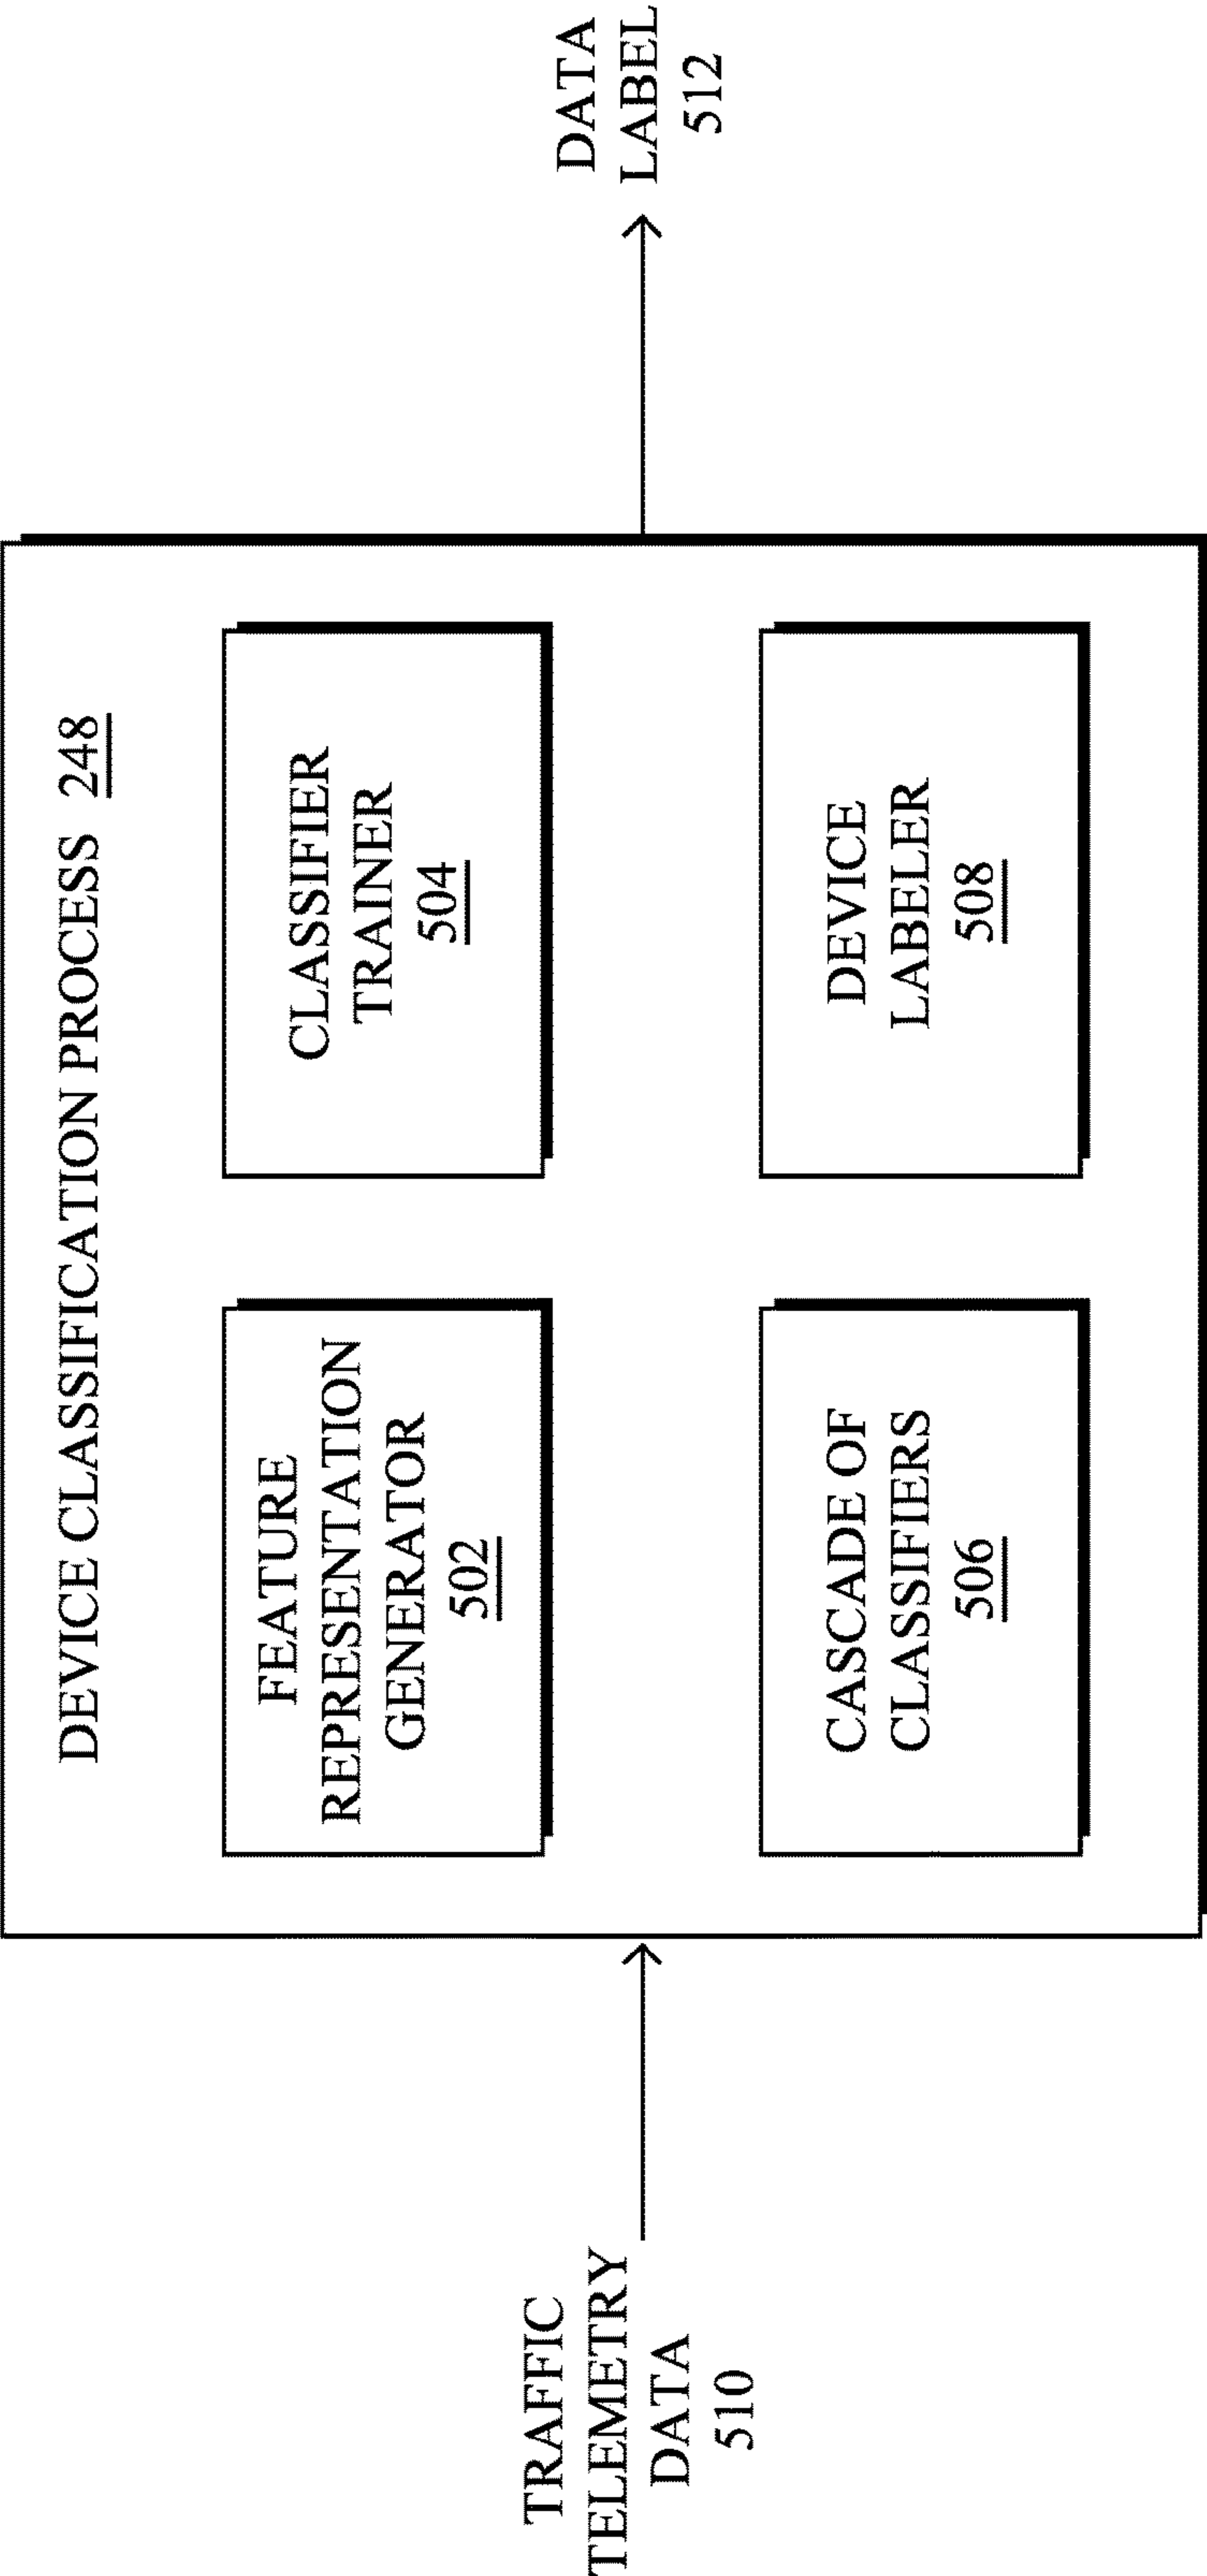 DEVICE CLASSIFICATION PROCESS 248
FEATURE
REPRESENTATION
GENERATOR
502
CLASSIFIER
TRAINER
504
CASCADE OF
CLASSIFIERS
506
DEVICE
LABELER
508
TRAFFIC
TELEMETRY
DATA
510
DATA
LABEL
512